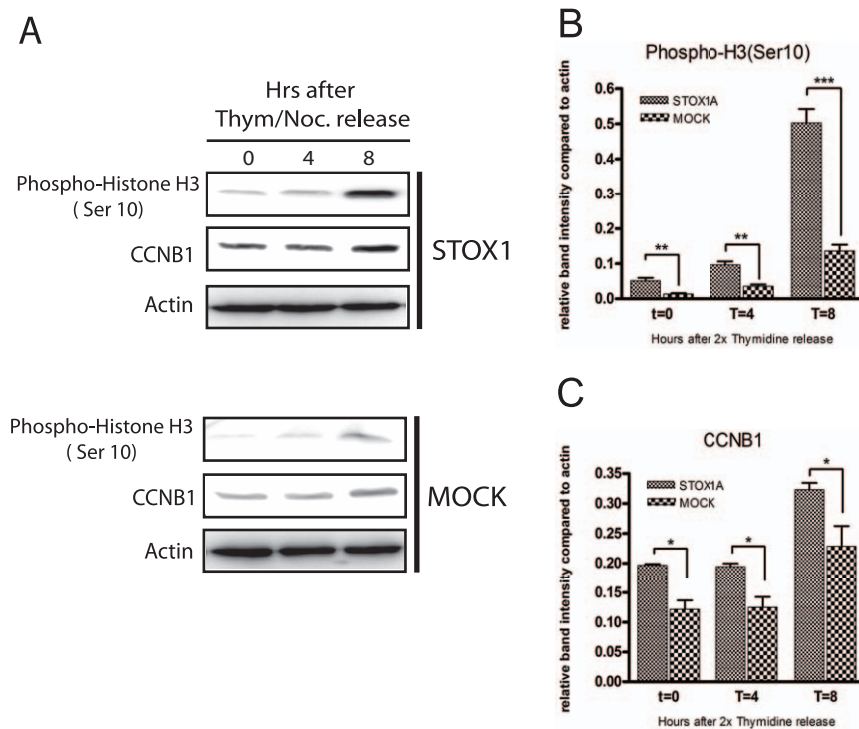 A
Hrs after
Thym/Noc. release
0 4 8
Phospho-Histone H3
( Ser 10)
CCNB1
Actin
STOX1
Phospho-Histone H3
( Ser 10)
CCNB1
Actin
MOCK
B
Phospho-H3(Ser10)
relative band intensity compared to actin
0.6
0.5
0.4
0.3
0.2
0.1
0.0
STOX1A
MOCK
**
**
***
t=0 T=4 T=8
Hours after 2x Thymidine release
C
CCNB1
relative band intensity compared to actin
0.35
0.30
0.25
0.20
0.15
0.10
0.05
0.00
STOX1A
MOCK
*
*
*
t=0 T=4 T=8
Hours after 2x Thymidine release